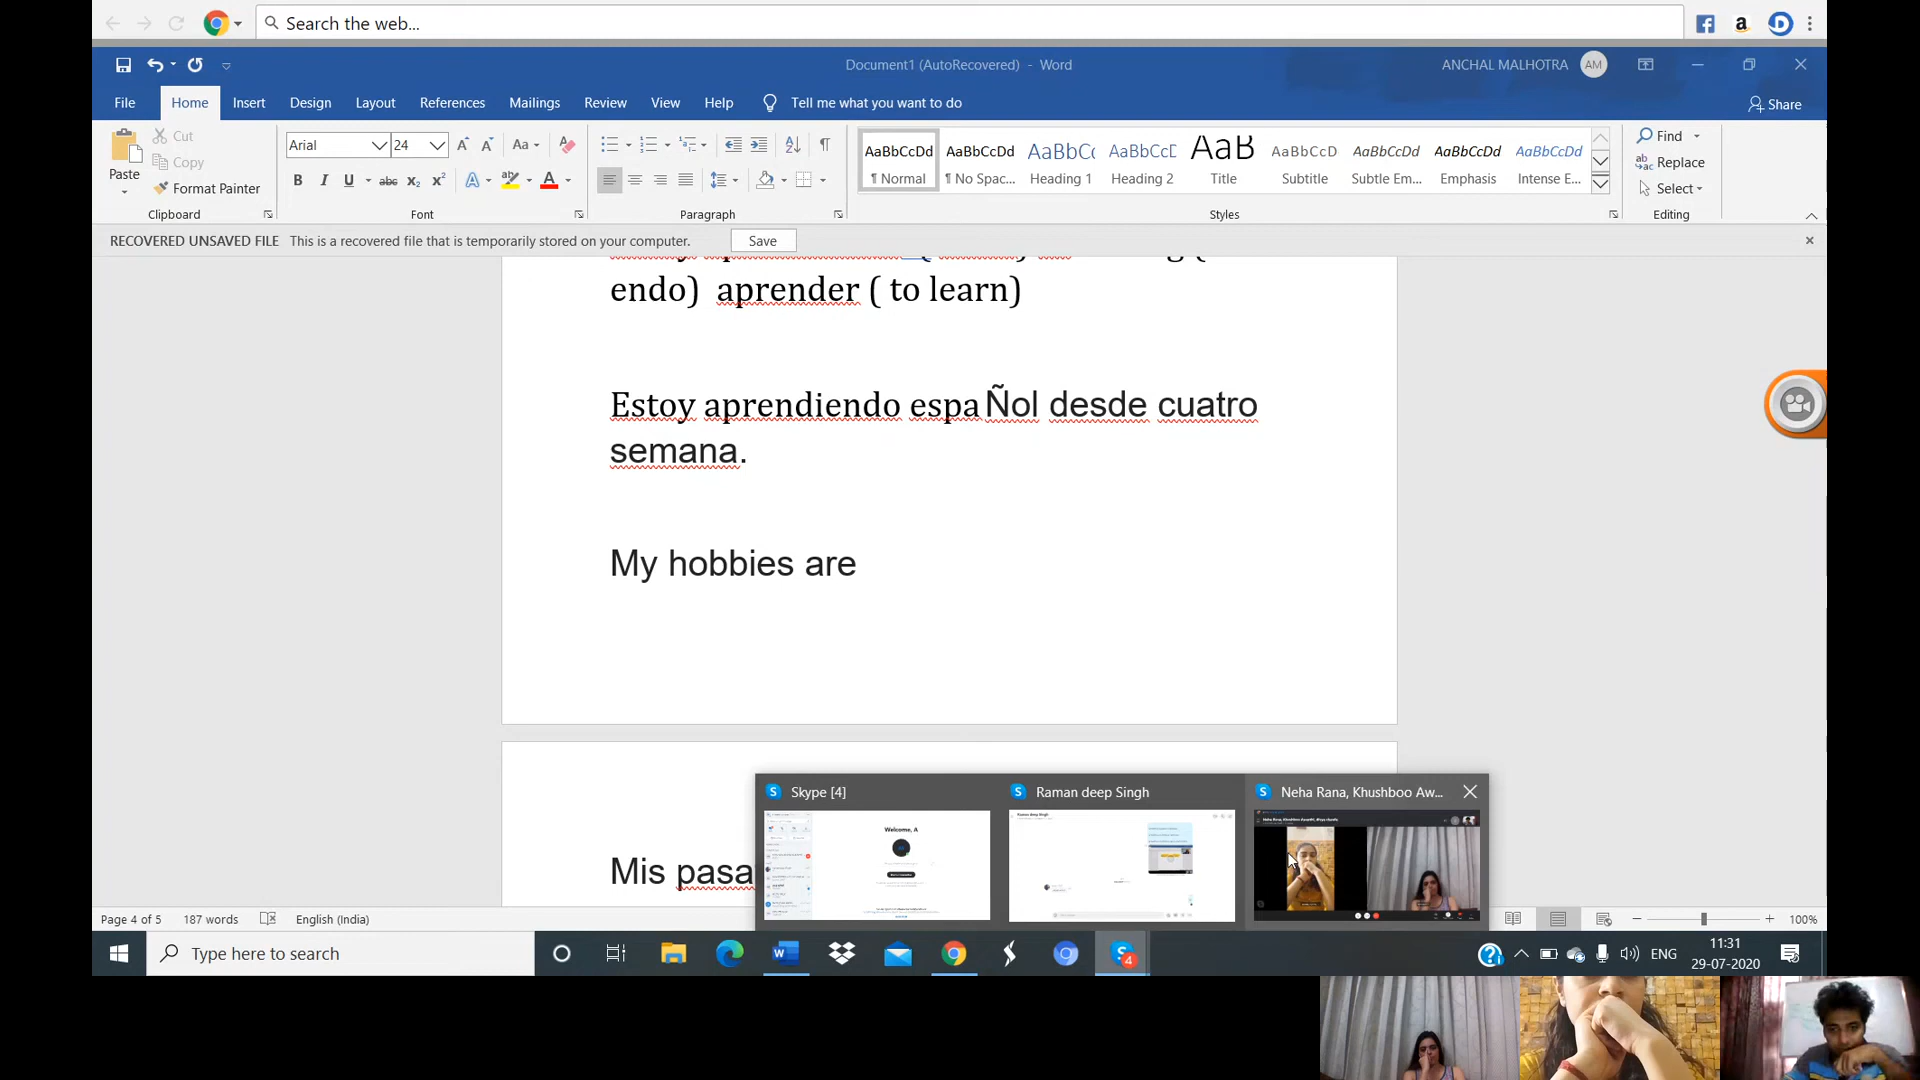 Search the web...
Document1 (AutoRecovered) - Word
ANCHAL MALHOTRA AM
File Home Insert Design Layout References Mailings Review View Help Tell me what you want to do
Share
Paste
Cut
Copy
Format Painter
Clipboard
Arial 24
Font
Paragraph
AaBbCcDd AaBbCcDd AaBbCc AaBbCcD AaB AaBbCcD AaBbCcDd AaBbCcDd AaBbCcDd
¶ Normal ¶ No Spac... Heading 1 Heading 2 Title Subtitle Subtle Em... Emphasis Intense E...
Styles
Find
Replace
Select
Editing
RECOVERED UNSAVED FILE This is a recovered file that is temporarily stored on your computer. Save
endo) aprender ( to learn)
Estoy aprendiendo espaÑol desde cuatro
semana.
My hobbies are
Mis pasa
Skype [4]
Raman deep Singh
Neha Rana, Khushboo Aw...
Welcome, A
Page 4 of 5 187 words English (India)
100%
Type here to search
4
ENG
11:31
29-07-2020